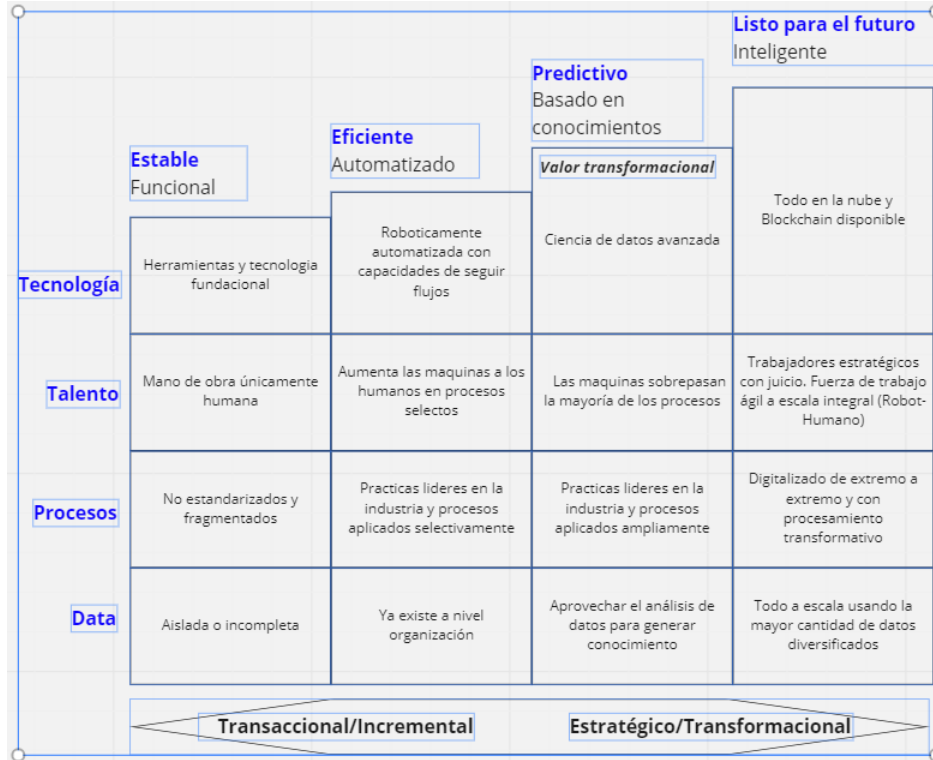 Listo para el futuro
Inteligente
Predictivo
Basado en
conocimientos
Eficiente
Automatizado
Estable
Funcional
Valor transformacional
Tecnología
Herramientas y tecnologia
fundacional
Roboticamente
automatizada con
capacidades de seguir
flujos
Ciencia de datos avanzada
Todo en la nube y
Blockchain disponible
Talento
Mano de obra únicamente
humana
Aumenta las maquinas a los
humanos en procesos
selectos
Las maquinas sobrepasan
la mayoría de los procesos
Trabajadores estratégicos
con juicio. Fuerza de trabajo
ágil a escala integral (Robot-
Humano)
Procesos
No estandarizados y
fragmentados
Practicas lideres en la
industria y procesos
aplicados selectivamente
Practicas lideres en la
industria y procesos
aplicados ampliamente
Digitalizado de extremo a
extremo y con
procesamiento
transformativo
Data
Aislada o incompleta
Ya existe a nivel
organización
Aprovechar el análisis de
datos para generar
conocimiento
Todo a escala usando la
mayor cantidad de datos
diversificados
Transaccional/Incremental
Estratégico/Transformacional